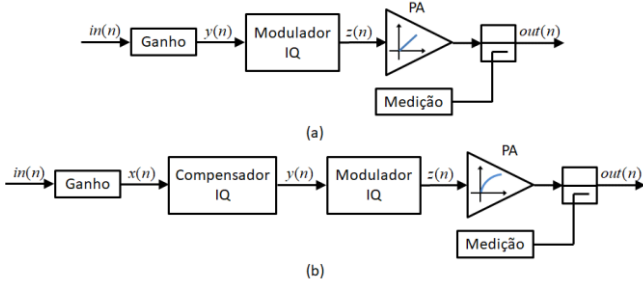 PA
in(n) Ganho y(n) Modulador IQ z(n) out(n)
Medição
(a)
PA
in(n) Ganho x(n) Compensador IQ y(n) Modulador IQ z(n) out(n)
Medição
(b)